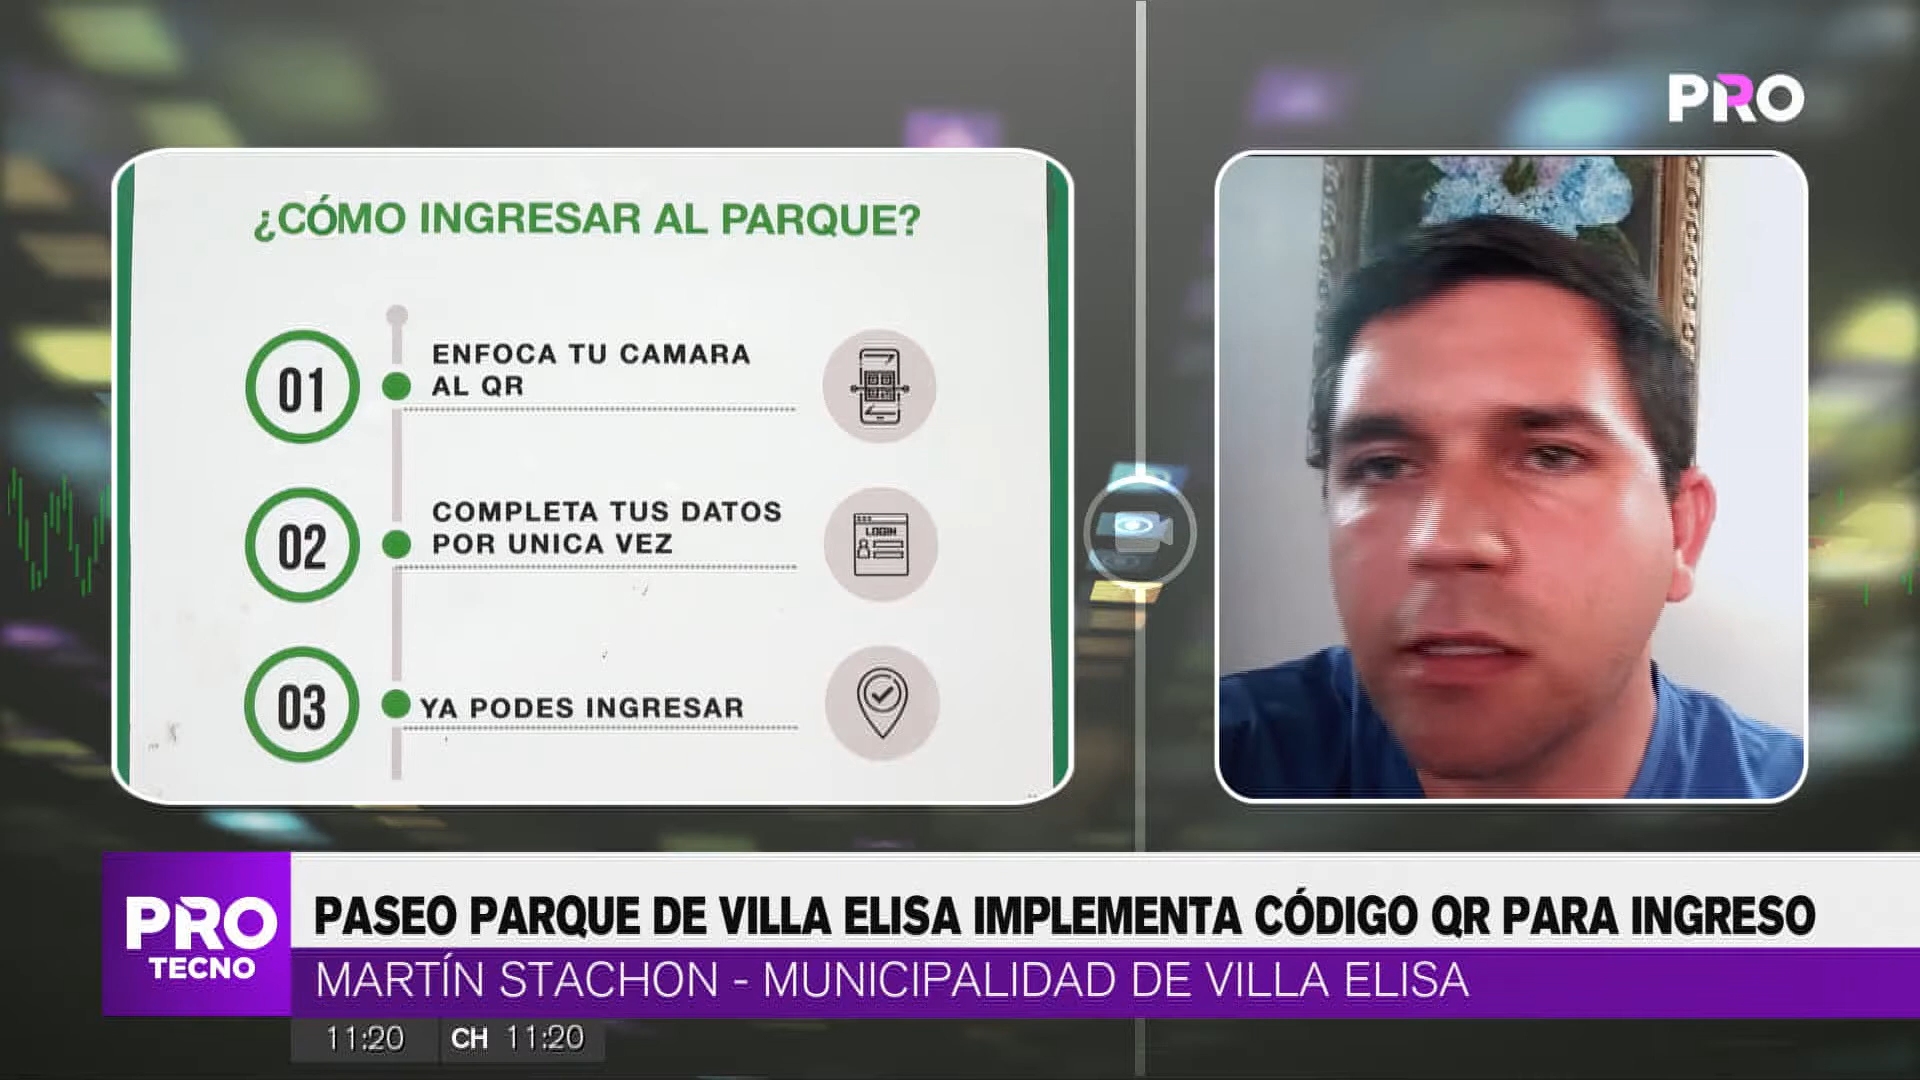 PRO
¿CÓMO INGRESAR AL PARQUE?
01
ENFOCA TU CAMARA
AL QR
02
COMPLETA TUS DATOS
POR UNICA VEZ
LOGIN
03
YA PODES INGRESAR
PRO
TECNO
PASEO PARQUE DE VILLA ELISA IMPLEMENTA CÓDIGO QR PARA INGRESO
MARTÍN STACHON - MUNICIPALIDAD DE VILLA ELISA
11:20
CH 11:20